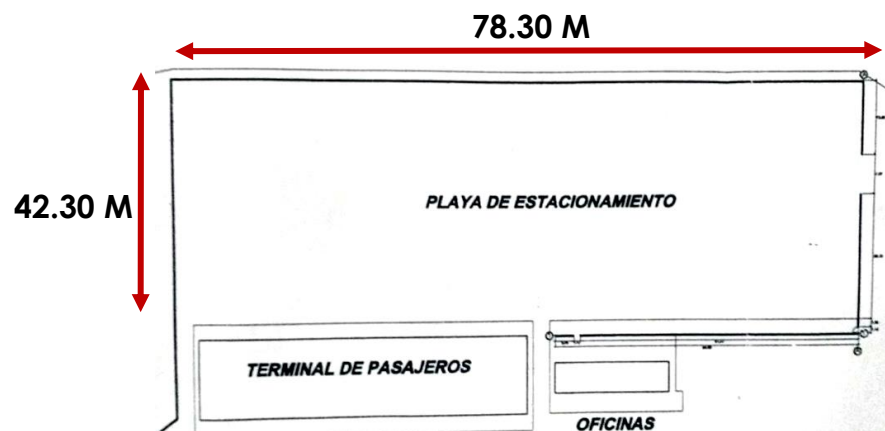 78.30 M
42.30 M
PLAYA DE ESTACIONAMIENTO
TERMINAL DE PASAJEROS
OFICINAS